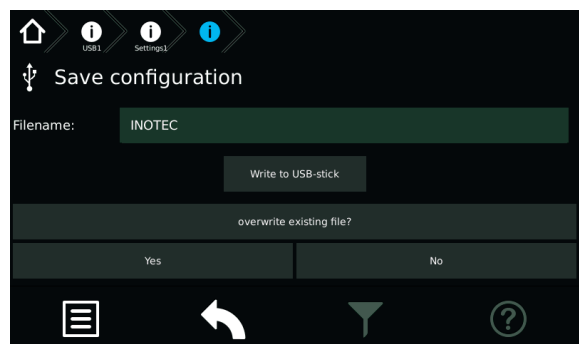 USB1
Settings1
Save configuration
Filename:
INOTEC
Write to USB-stick
overwrite existing file?
Yes
No